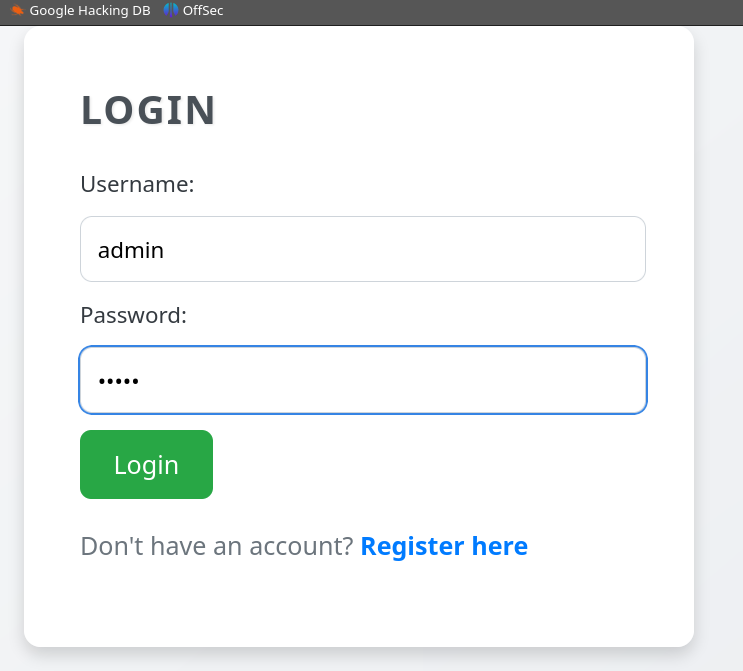 Google Hacking DB OffSec
LOGIN
Username:
admin
Password:
•••••
Login
Don't have an account? Register here